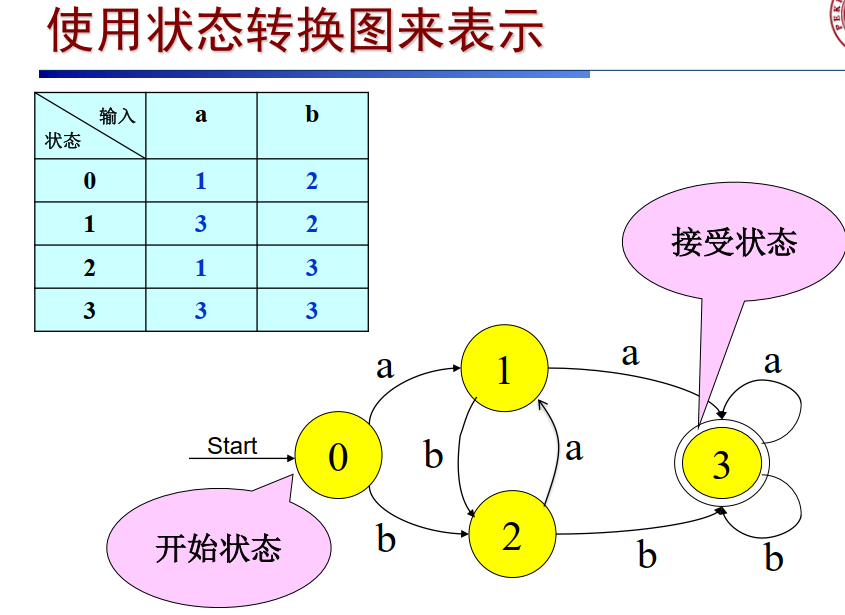 使用状态转换图来表示
输入 a b
状态
0 1 2
1 3 2
2 1 3
3 3 3
接受状态
a
1
a
a
Start
0
b
a
3
开始状态
b
2
b
b